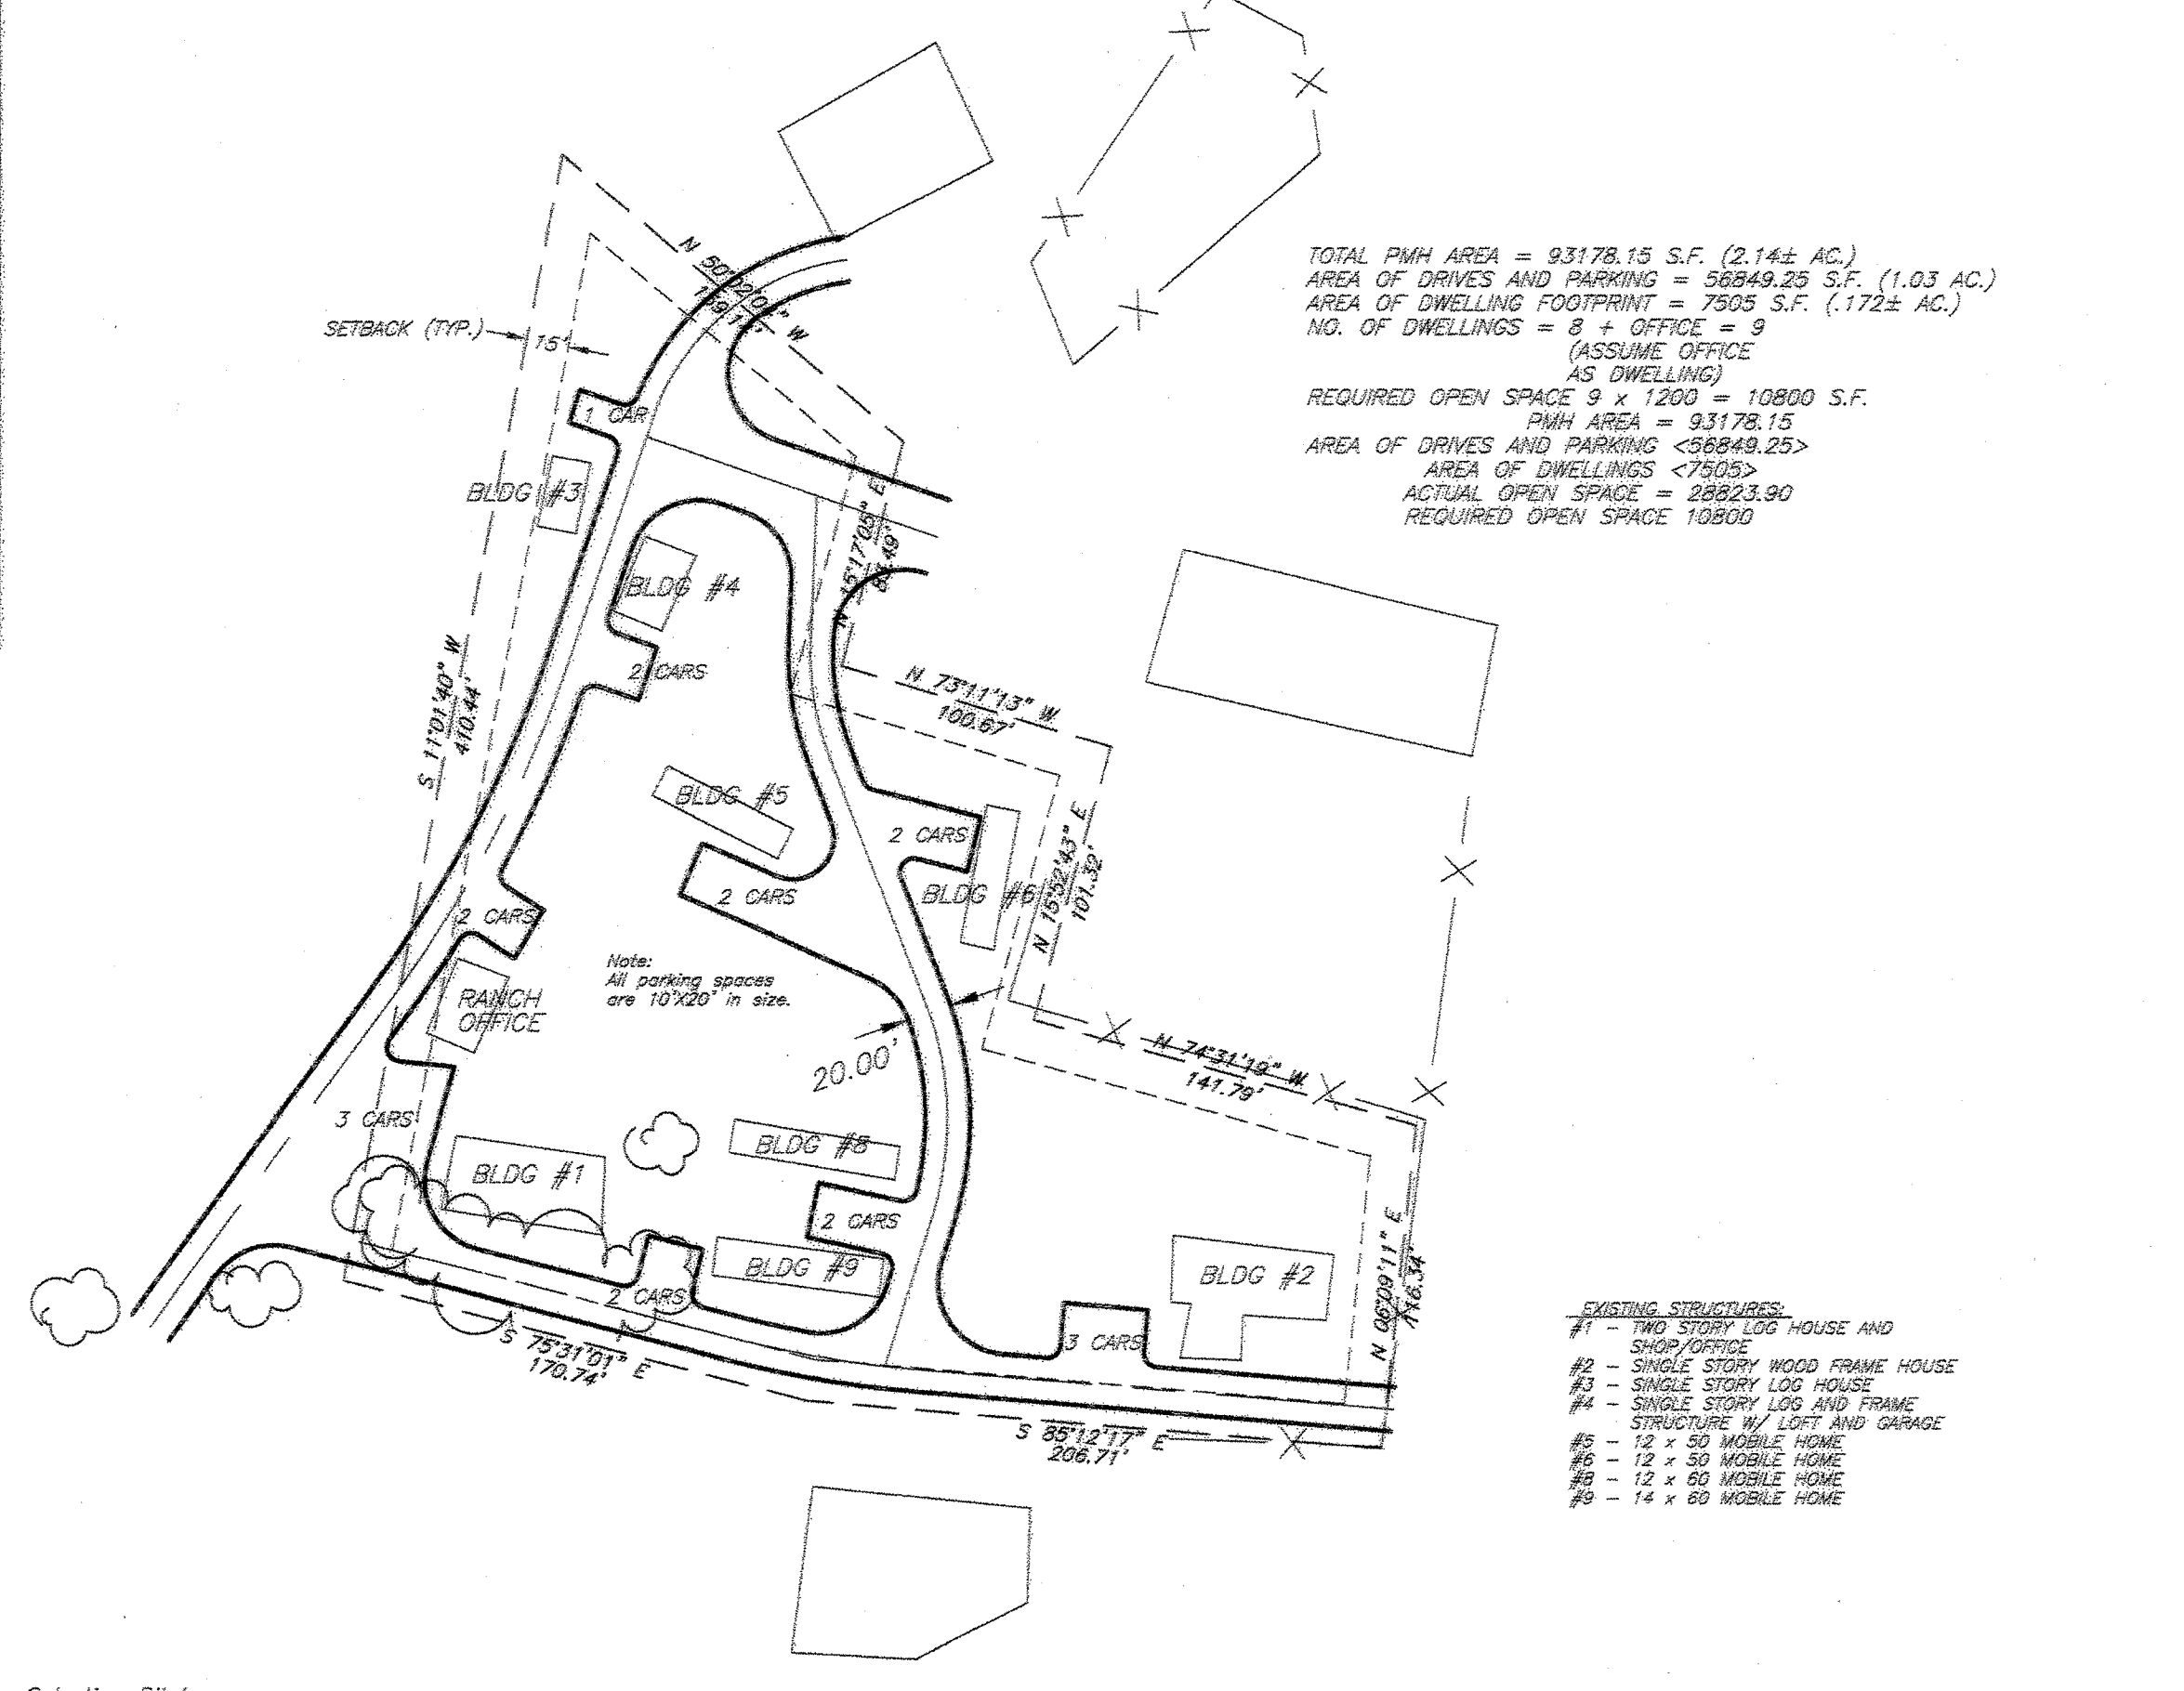 TOTAL PMH AREA = 93178.15 S.F. (2.14± AC.)
AREA OF DRIVES AND PARKING = 56849.25 S.F. (1.03 AC.)
AREA OF DWELLING FOOTPRINT = 7505 S.F. (.172± AC.)
NO. OF DWELLINGS = 8 + OFFICE = 9
(ASSUME OFFICE
AS DWELLING)
REQUIRED OPEN SPACE 9 x 1200 = 10800 S.F.
PMH AREA = 93178.15
AREA OF DRIVES AND PARKING <56849.25>
AREA OF DWELLINGS <7505>
ACTUAL OPEN SPACE = 28823.90
REQUIRED OPEN SPACE 10800
SETBACK (TYP.)
15'
1 CAR
BLDG #3
BLDG #4
2 CARS
S 11°01'40" W
410.44'
N 15°17'05" E
N 73°11'13" W
100.67'
BLDG #5
2 CARS
2 CARS
BLDG #6
N 15°52'43" E
101.32'
2 CARS
Note:
All parking spaces
are 10'X20' in size.
RANCH
OFFICE
20.00'
N 74°31'19" W
141.79'
3 CARS
BLDG #8
BLDG #1
2 CARS
BLDG #9
2 CARS
BLDG #2
N 06°09'11" E
3 CARS
S 75°31'01" E
170.74'
S 85°12'17" E
206.71'
EXISTING STRUCTURES:
#1 - TWO STORY LOG HOUSE AND
SHOP/OFFICE
#2 - SINGLE STORY WOOD FRAME HOUSE
#3 - SINGLE STORY LOG HOUSE
#4 - SINGLE STORY LOG AND FRAME
STRUCTURE W/ LOFT AND GARAGE
#5 - 12 x 50 MOBILE HOME
#6 - 12 x 50 MOBILE HOME
#8 - 12 x 60 MOBILE HOME
#9 - 14 x 60 MOBILE HOME